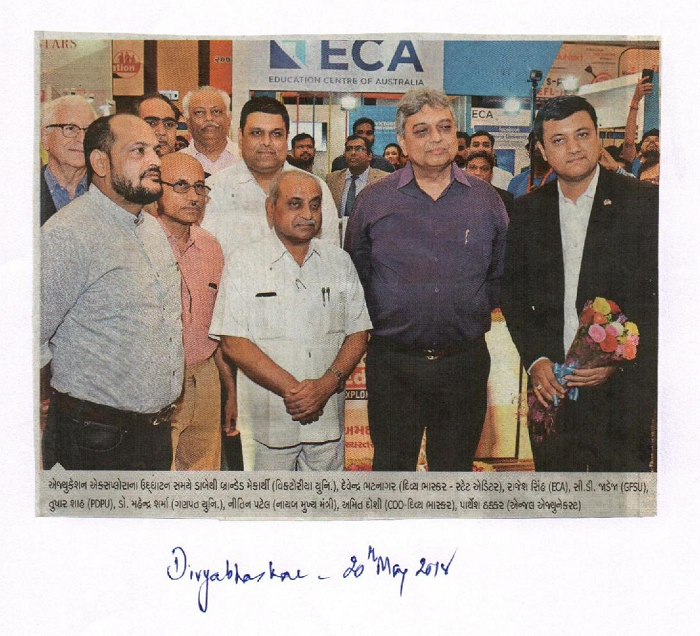 TARS
ECA
EDUCATION CENTRE OF AUSTRALIA
ECA
એજ્યુકેશન એક્સપ્લોરાના ઉદ્ઘાટન સમયે ડાબેથી બ્રાન્ડેડ મેકાર્થી (વિક્ટોરીયા યુનિ.), દેવેન્દ્ર ભટનાગર (દિવ્ય ભાસ્કર - સ્ટેટ એડિટર), રાજેશ સિંહ (ECA), સી.ડી. જાડેજા (GFSU),
તુષાર શાહ (PDPU), ડો. મહેન્દ્ર શર્મા (ગણપત યુનિ.), નીતિન પટેલ (નાયબ મુખ્ય મંત્રી), અમિત દોશી (COO-દિવ્ય ભાસ્કર), પાર્થેશ ઠક્કર (એન્જલ એજ્યુનેકસ્ટ)
Divyabhaskar - 20th May 2018